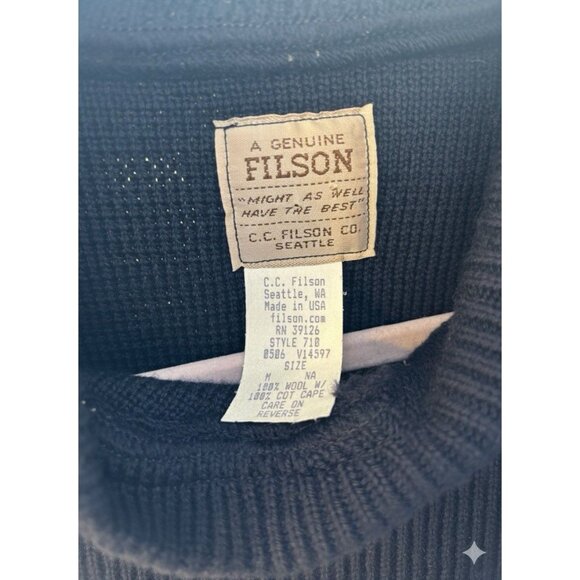 A GENUINE
FILSON
"MIGHT AS WELL
HAVE THE BEST"
C.C. FILSON CO.
SEATTLE
C.C. Filson
Seattle, WA
Made in USA
filson.com
RN 39126
STYLE 710
0506 V14597
SIZE
M NA
100% WOOL W/
100% COT CAPE
CARE ON
REVERSE